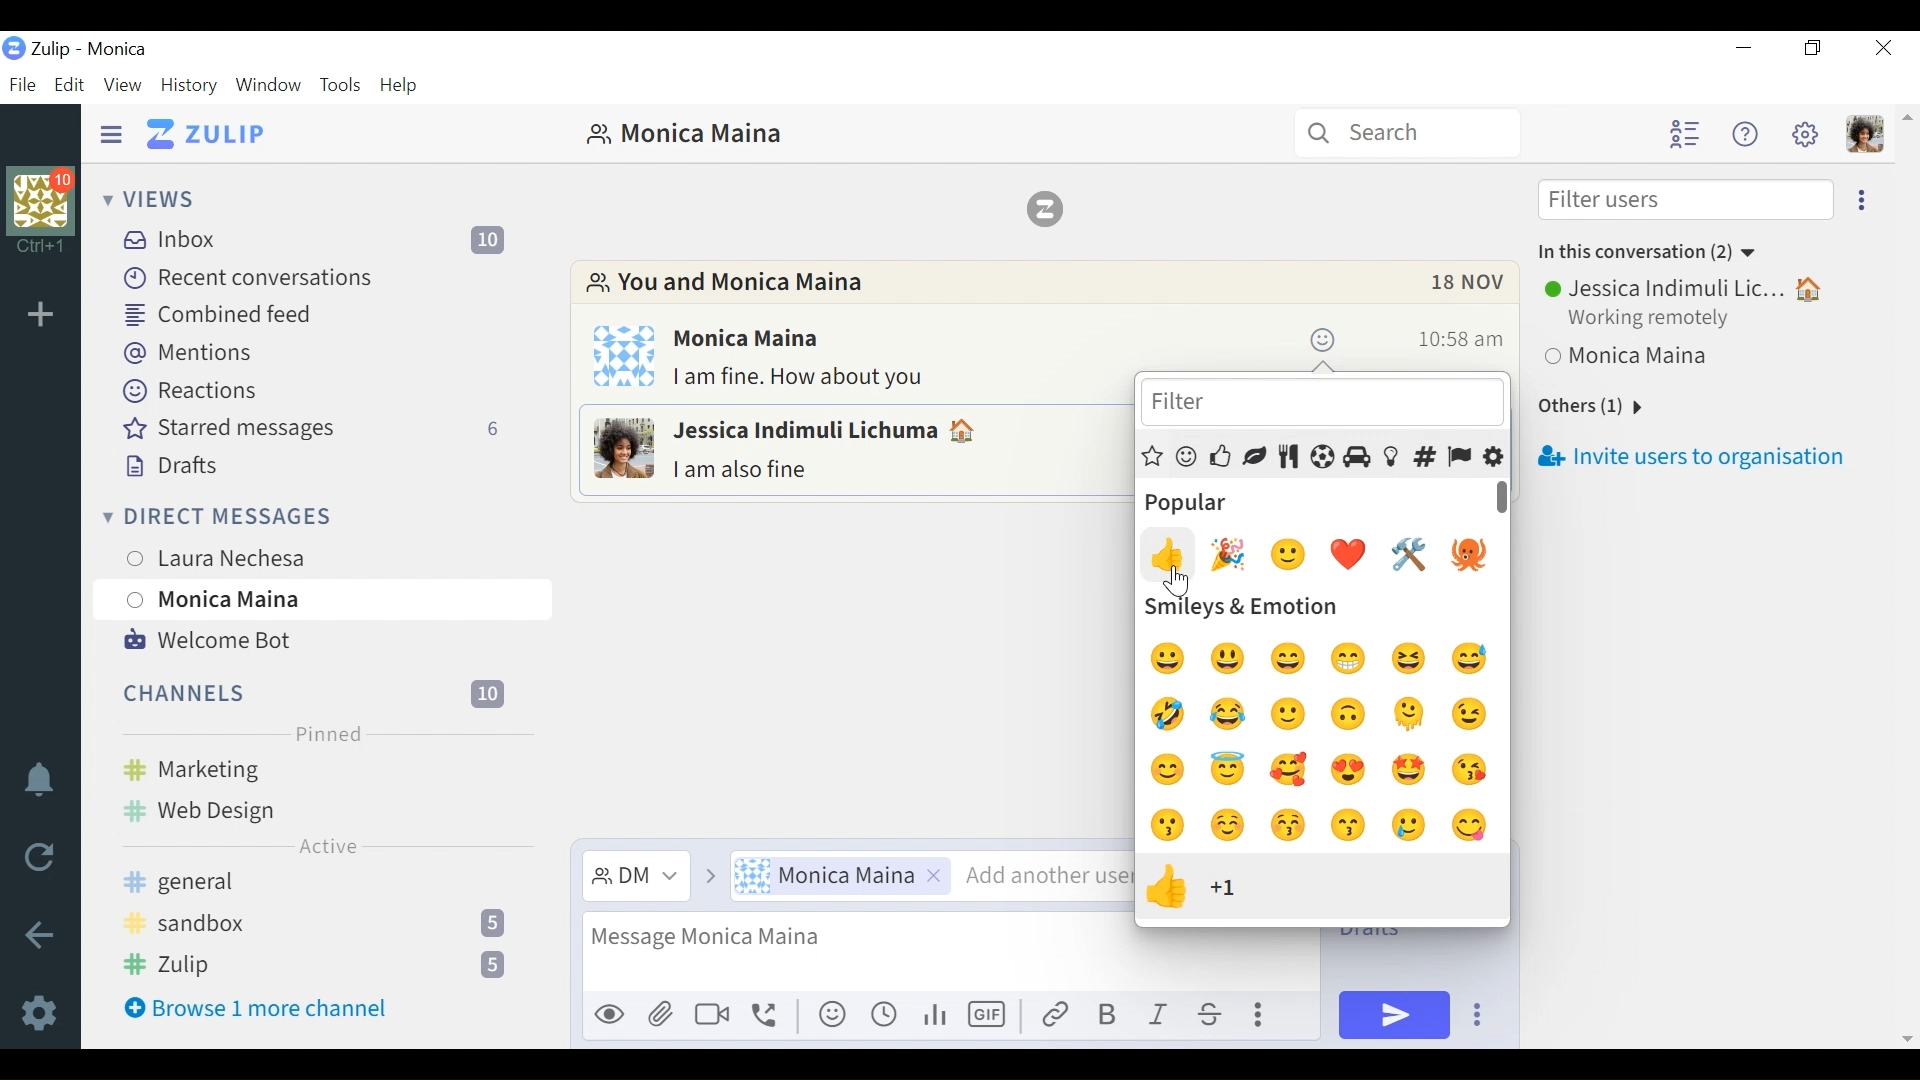 Zulip - Monica
File Edit View History Window Tools Help
10
Ctrl+1
ZULIP
Monica Maina
Search
VIEWS
Inbox 10
Recent conversations
Combined feed
Mentions
Reactions
Starred messages 6
Drafts
DIRECT MESSAGES
Laura Nechesa
Monica Maina
Welcome Bot
CHANNELS 10
Pinned
Marketing
Web Design
Active
general
sandbox 5
Zulip 5
Browse 1 more channel
You and Monica Maina 18 NOV
Monica Maina 10:58 am
I am fine. How about you
Jessica Indimuli Lichuma
I am also fine
Filter
Popular
Smileys & Emotion
+1
DM
Monica Maina
Add another user
Message Monica Maina
Drafts
GIF
B I S
Filter users
In this conversation (2)
Jessica Indimuli Lic...
Working remotely
Monica Maina
Others (1)
Invite users to organisation